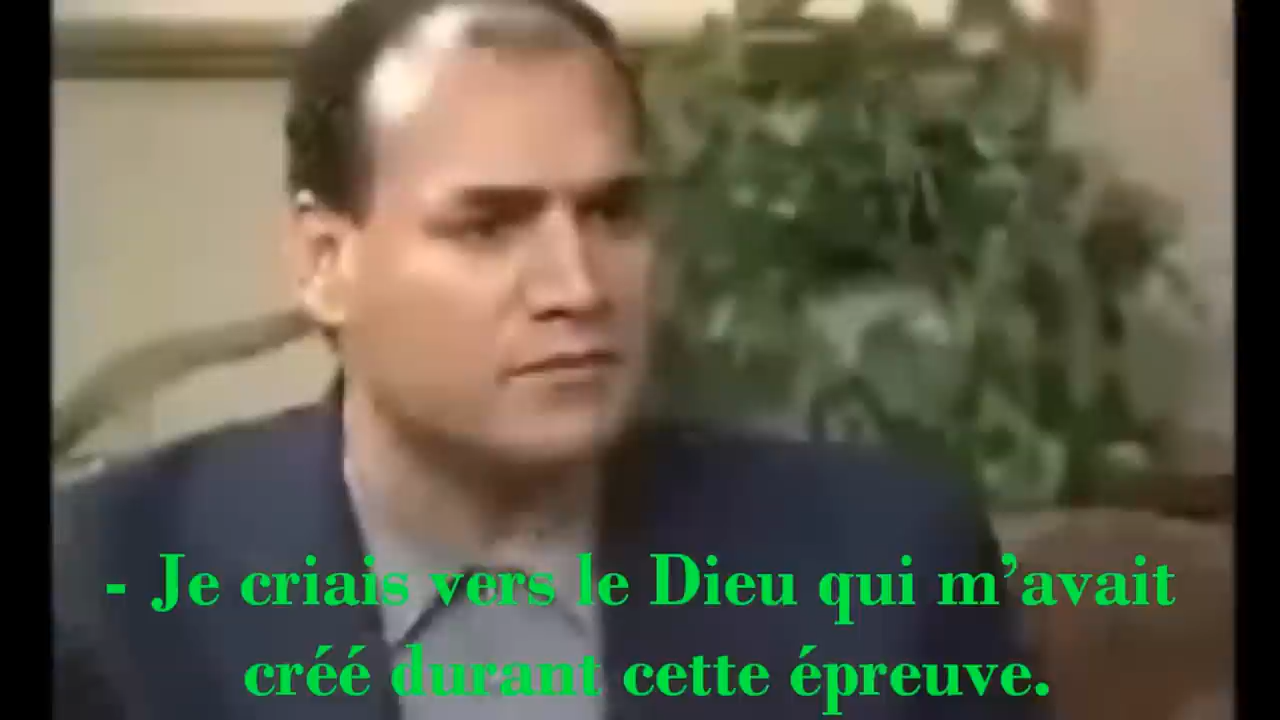 - Je criais vers le Dieu qui m’avait
créé durant cette épreuve.